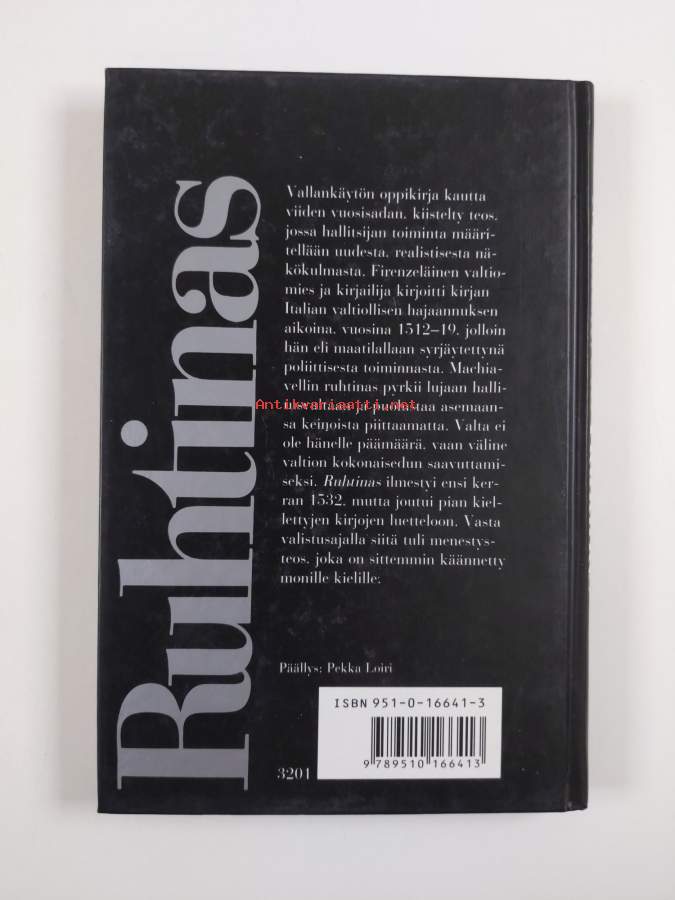 Ruhtinas
Vallankäytön oppikirja kautta
viiden vuosisadan, kiistelty teos,
jossa hallitsijan toiminta määri-
tellään uudesta, realistisesta nä-
kökulmasta. Firenzeläinen valtio-
mies ja kirjailija kirjoitti kirjan
Italian valtiollisen hajaannuksen
aikoina, vuosina 1512–19, jolloin
hän eli maatilallaan syrjäytettynä
poliittisesta toiminnasta. Machia-
vellin ruhtinas pyrkii lujaan halli-
Antikvariaatti.net
ja puolustaa asemaan-
sa keinoista piittaamatta. Valta ei
ole hänelle päämäärä, vaan väline
valtion kokonaisedun saavuttami-
seksi. Ruhtinas ilmestyi ensi ker-
ran 1532, mutta joutui pian kiel-
lettyjen kirjojen luetteloon. Vasta
valistusajalla siitä tuli menestys-
teos, joka on sittemmin käännetty
monille kielille.
Päällys: Pekka Loiri
ISBN 951-0-16641-3
9 789510 166413
3201